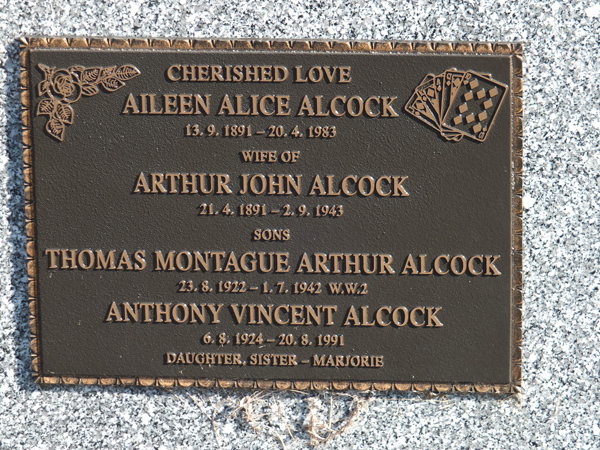 CHERISHED LOVE
AILEEN ALICE ALCOCK
13. 9. 1891 – 20. 4. 1983
WIFE OF
ARTHUR JOHN ALCOCK
21. 4. 1891 – 2. 9. 1943
SONS
THOMAS MONTAGUE ARTHUR ALCOCK
23. 8. 1922 – 1. 7. 1942 W.W.2
ANTHONY VINCENT ALCOCK
6. 8. 1924 – 20. 8. 1991
DAUGHTER, SISTER – MARJORIE